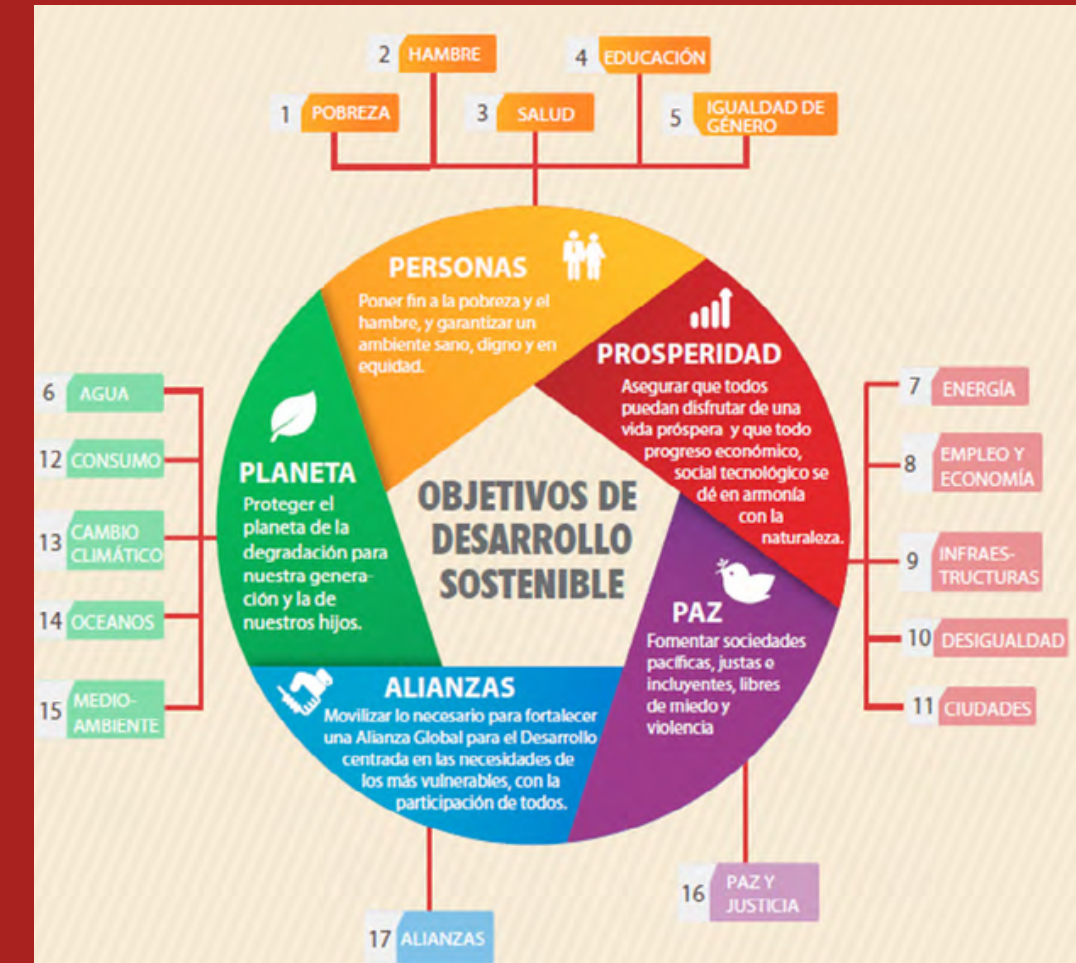 2 HAMBRE
4 EDUCACIÓN
1 POBREZA
3 SALUD
5 IGUALDAD DE
GÉNERO
PERSONAS
Poner fin a la pobreza y el
hambre, y garantizar un
ambiente sano, digno y en
equidad.
PROSPERIDAD
Asegurar que todos
puedan disfrutar de una
vida próspera y que todo
progreso económico,
social tecnológico se
dé en armonía
con la
naturaleza.
7 ENERGÍA
8 EMPLEO Y
ECONOMÍA
9 INFRAES-
TRUCTURAS
10 DESIGUALDAD
11 CIUDADES
6 AGUA
12 CONSUMO
13 CAMBIO
CLIMÁTICO
14 OCEANOS
15 MEDIO-
AMBIENTE
PLANETA
Proteger el
planeta de la
degradación para
nuestra genera-
ción y la de
nuestros hijos.
OBJETIVOS DE
DESARROLLO
SOSTENIBLE
PAZ
Fomentar sociedades
pacíficas, justas e
incluyentes, libres
de miedo y
violencia
ALIANZAS
Movilizar lo necesario para fortalecer
una Alianza Global para el Desarrollo
centrada en las necesidades de
los más vulnerables, con la
participación de todos.
16 PAZ Y
JUSTICIA
17 ALIANZAS